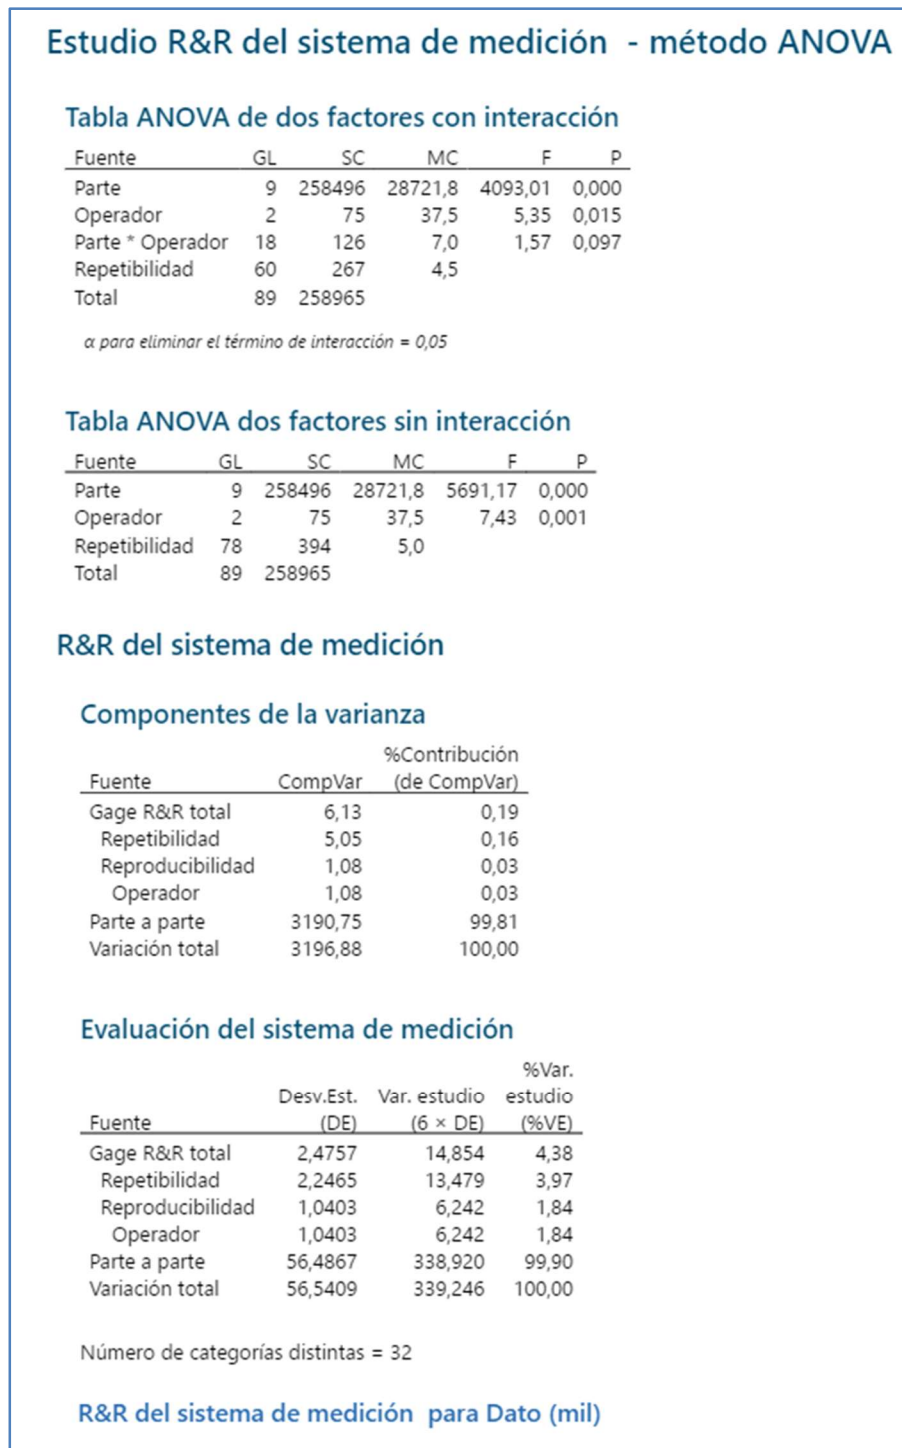 Estudio R&R del sistema de medición - método ANOVA
Tabla ANOVA de dos factores con interacción
Fuente GL SC MC F P
Parte 9 258496 28721,8 4093,01 0,000
Operador 2 75 37,5 5,35 0,015
Parte * Operador 18 126 7,0 1,57 0,097
Repetibilidad 60 267 4,5
Total 89 258965
α para eliminar el término de interacción = 0,05
Tabla ANOVA dos factores sin interacción
Fuente GL SC MC F P
Parte 9 258496 28721,8 5691,17 0,000
Operador 2 75 37,5 7,43 0,001
Repetibilidad 78 394 5,0
Total 89 258965
R&R del sistema de medición
Componentes de la varianza
%Contribución
Fuente CompVar (de CompVar)
Gage R&R total 6,13 0,19
Repetibilidad 5,05 0,16
Reproducibilidad 1,08 0,03
Operador 1,08 0,03
Parte a parte 3190,75 99,81
Variación total 3196,88 100,00
Evaluación del sistema de medición
%Var.
Desv.Est. Var. estudio estudio
Fuente (DE) (6 × DE) (%VE)
Gage R&R total 2,4757 14,854 4,38
Repetibilidad 2,2465 13,479 3,97
Reproducibilidad 1,0403 6,242 1,84
Operador 1,0403 6,242 1,84
Parte a parte 56,4867 338,920 99,90
Variación total 56,5409 339,246 100,00
Número de categorías distintas = 32
R&R del sistema de medición para Dato (mil)